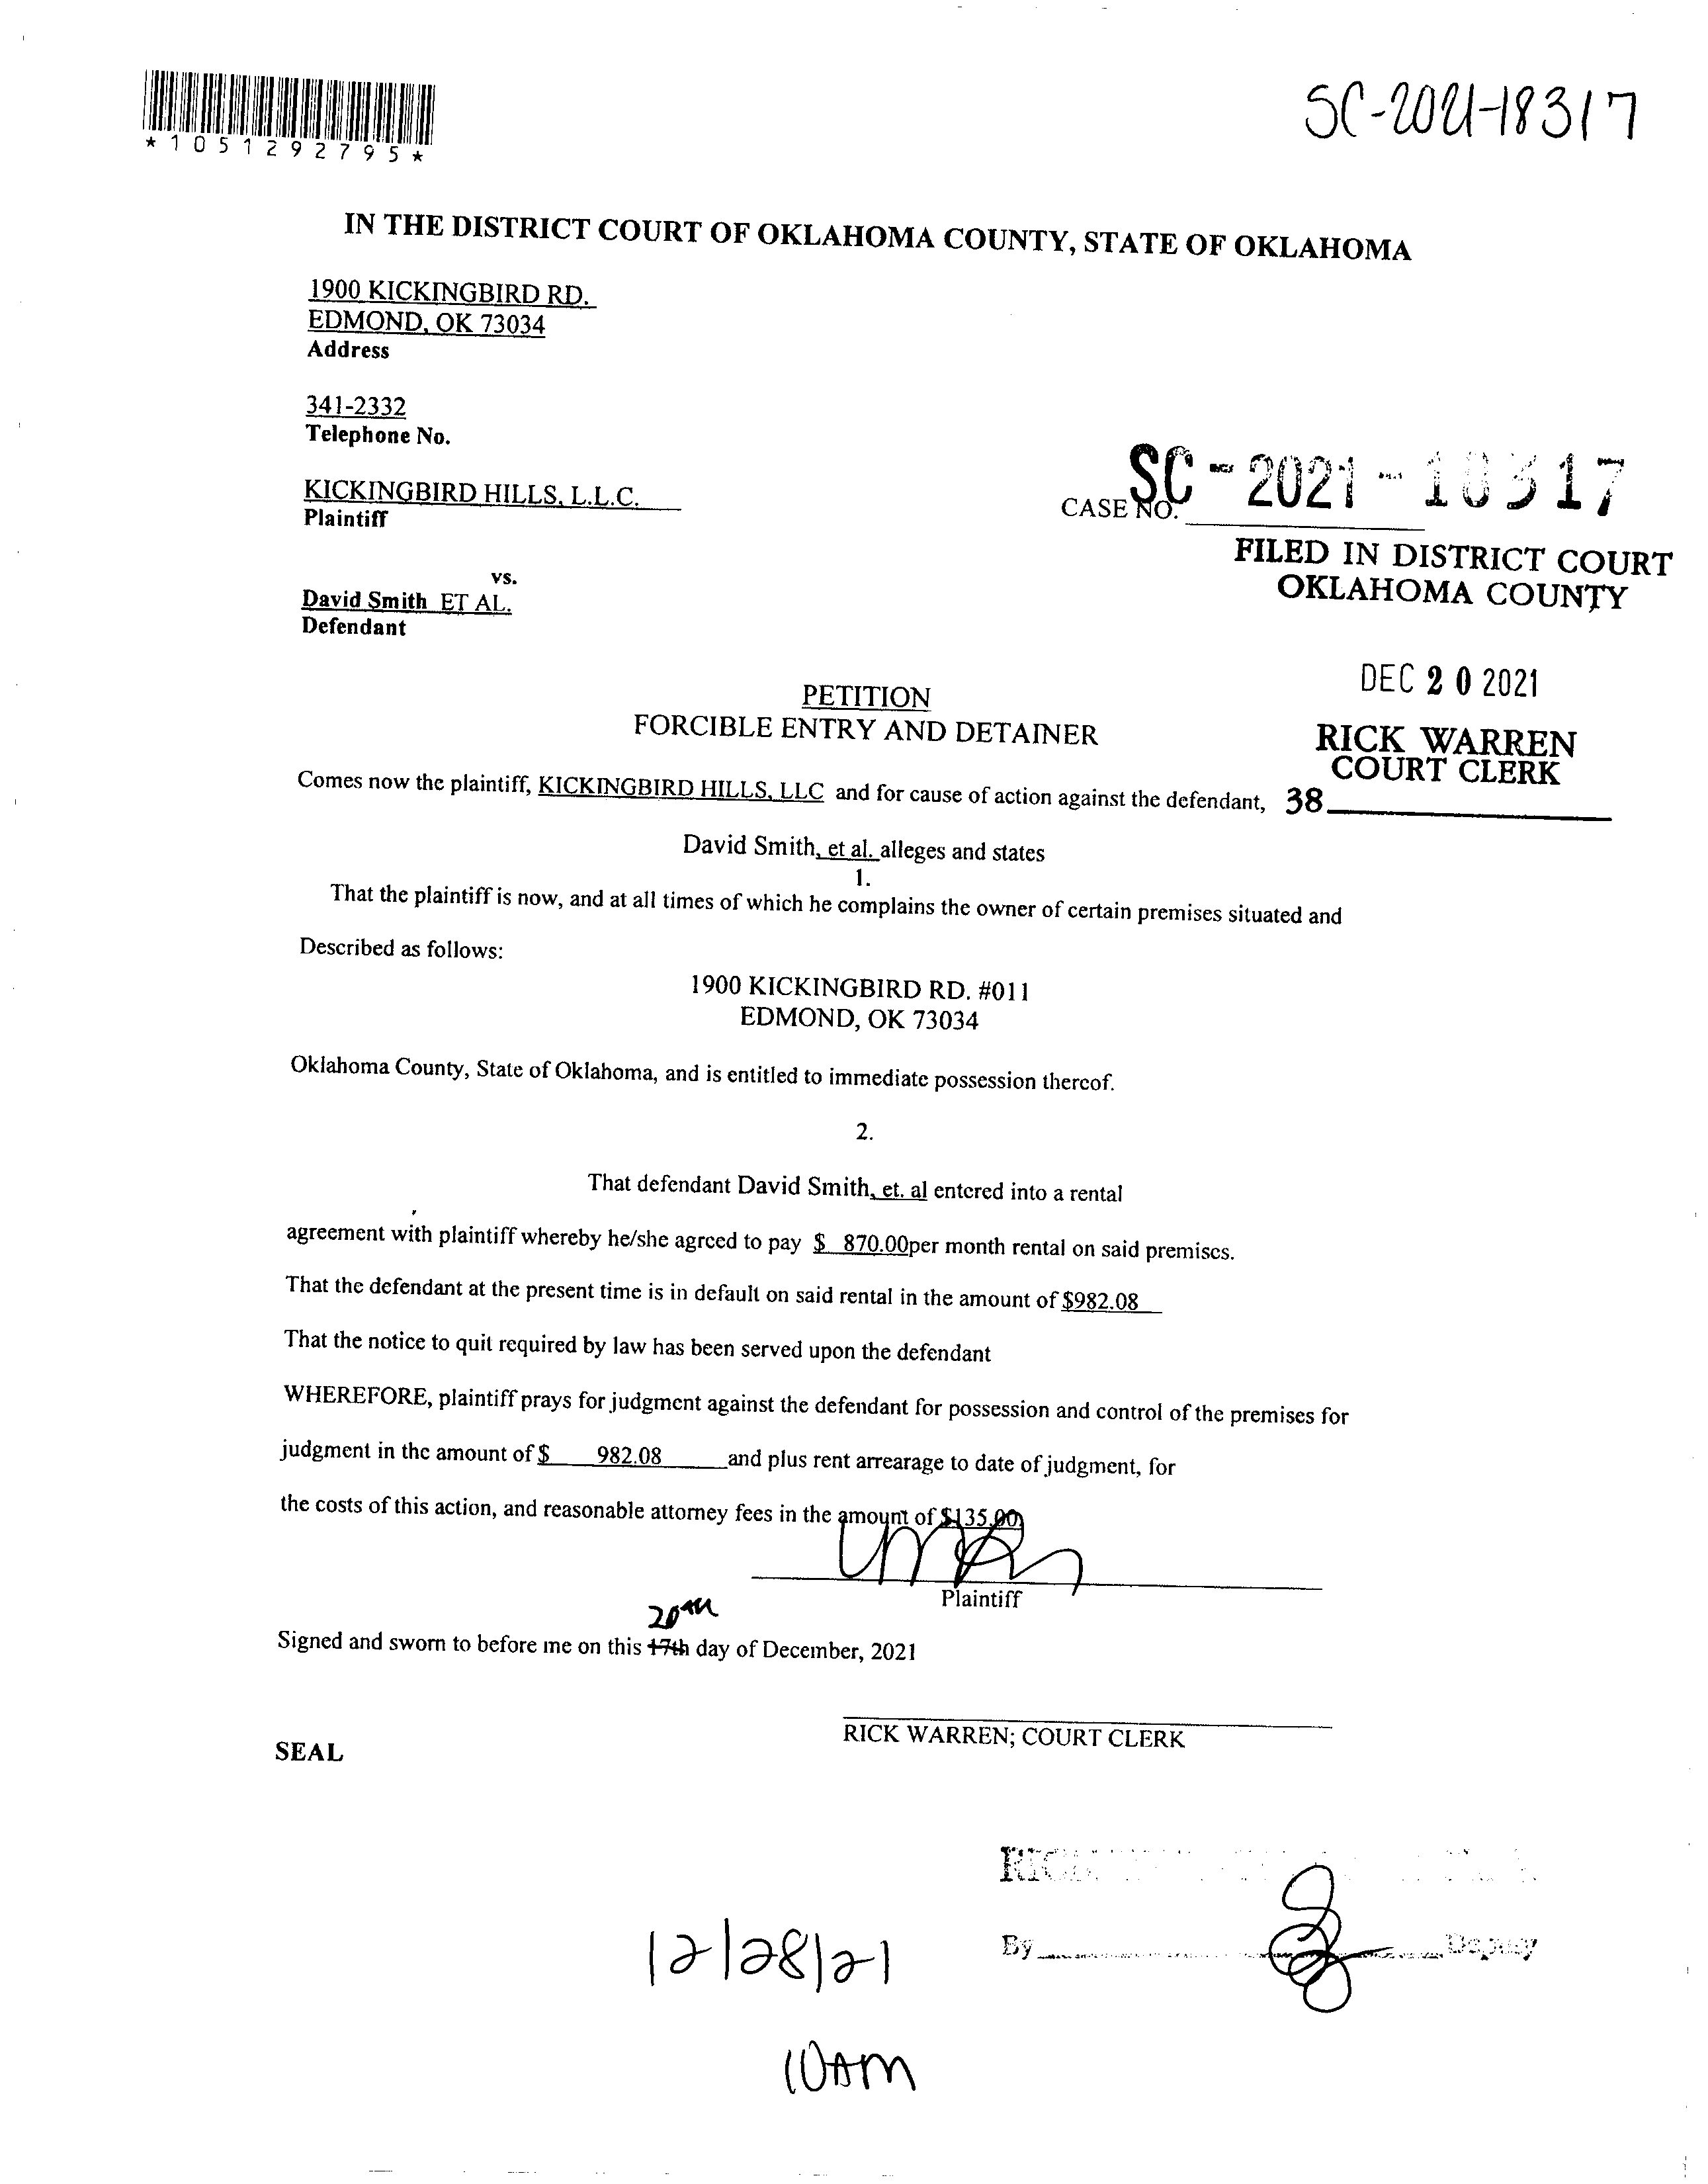 SC-2021-18317
*1051292795*
IN THE DISTRICT COURT OF OKLAHOMA COUNTY, STATE OF OKLAHOMA
1900 KICKINGBIRD RD.
EDMOND, OK 73034
Address
341-2332
Telephone No.
KICKINGBIRD HILLS, L.L.C.
Plaintiff
CASE NO. SC-2021-18317
FILED IN DISTRICT COURT
OKLAHOMA COUNTY
vs.
David Smith ET AL.
Defendant
DEC 20 2021
PETITION
FORCIBLE ENTRY AND DETAINER
RICK WARREN
COURT CLERK
38
Comes now the plaintiff, KICKINGBIRD HILLS, LLC and for cause of action against the defendant,
David Smith, et al. alleges and states
1.
That the plaintiff is now, and at all times of which he complains the owner of certain premises situated and
Described as follows:
1900 KICKINGBIRD RD. #011
EDMOND, OK 73034
Oklahoma County, State of Oklahoma, and is entitled to immediate possession thereof.
2.
That defendant David Smith, et. al entered into a rental
agreement with plaintiff whereby he/she agreed to pay $ 870.00per month rental on said premises.
That the defendant at the present time is in default on said rental in the amount of $982.08
That the notice to quit required by law has been served upon the defendant
WHEREFORE, plaintiff prays for judgment against the defendant for possession and control of the premises for
judgment in the amount of $ 982.08 and plus rent arrearage to date of judgment, for
the costs of this action, and reasonable attorney fees in the amount of $135.00
Plaintiff
20th
Signed and sworn to before me on this 17th day of December, 2021
RICK WARREN; COURT CLERK
SEAL
By Deputy
12/28/21
10AM